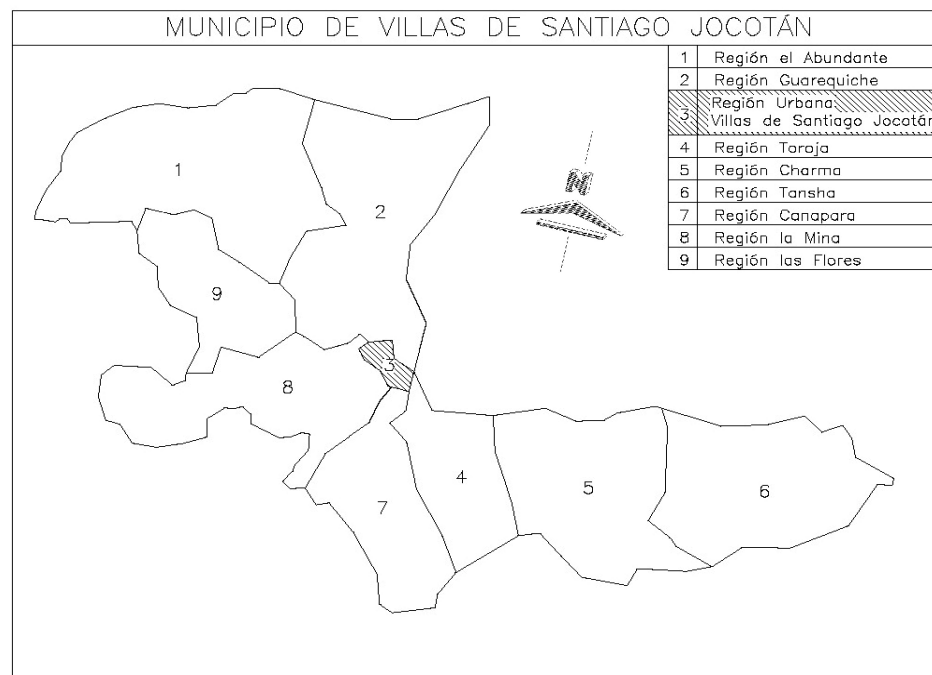 MUNICIPIO DE VILLAS DE SANTIAGO JOCOTÁN
1 Región el Abundante
2 Región Guarequiche
3 Región Urbana
Villas de Santiago Jocotán
4 Región Toroja
5 Región Charma
6 Región Tansha
7 Región Canapara
8 Región la Mina
9 Región las Flores
N
1
2
9
3
8
4
5
6
7